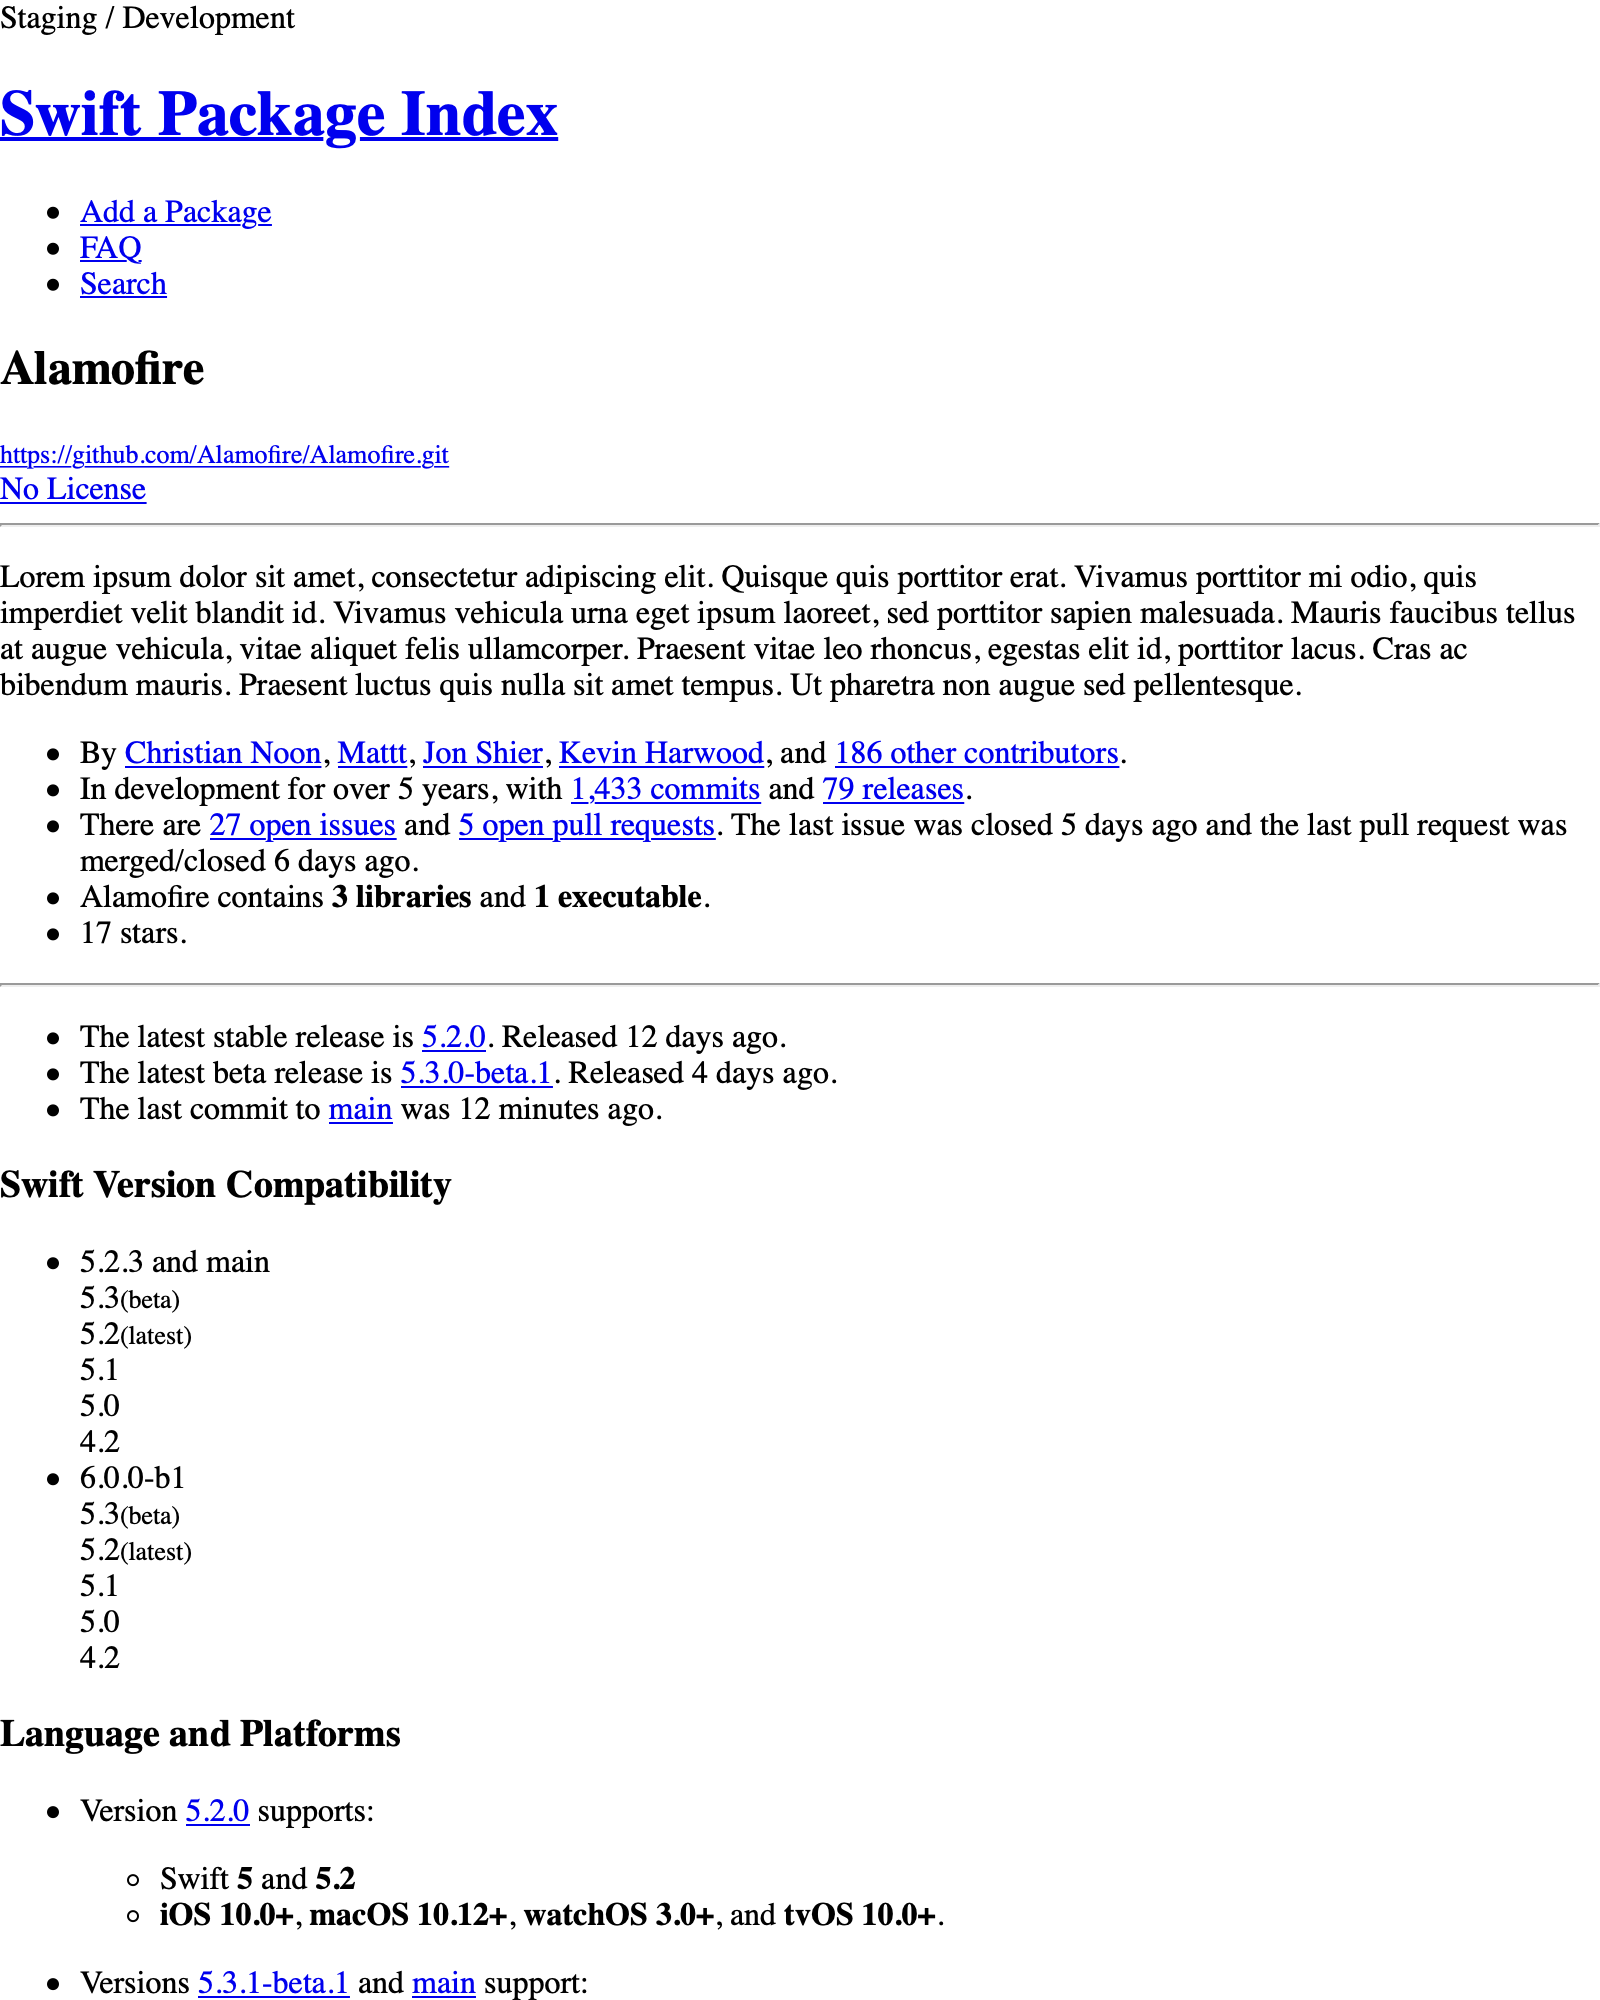 Staging / Development
Swift Package Index
Add a Package
FAQ
Search
Alamofire
https://github.com/Alamofire/Alamofire.git
No License
Lorem ipsum dolor sit amet, consectetur adipiscing elit. Quisque quis porttitor erat. Vivamus porttitor mi odio, quis
imperdiet velit blandit id. Vivamus vehicula urna eget ipsum laoreet, sed porttitor sapien malesuada. Mauris faucibus tellus
at augue vehicula, vitae aliquet felis ullamcorper. Praesent vitae leo rhoncus, egestas elit id, porttitor lacus. Cras ac
bibendum mauris. Praesent luctus quis nulla sit amet tempus. Ut pharetra non augue sed pellentesque.
By Christian Noon, Mattt, Jon Shier, Kevin Harwood, and 186 other contributors.
In development for over 5 years, with 1,433 commits and 79 releases.
There are 27 open issues and 5 open pull requests. The last issue was closed 5 days ago and the last pull request was
merged/closed 6 days ago.
Alamofire contains 3 libraries and 1 executable.
17 stars.
The latest stable release is 5.2.0. Released 12 days ago.
The latest beta release is 5.3.0-beta.1. Released 4 days ago.
The last commit to main was 12 minutes ago.
Swift Version Compatibility
5.2.3 and main
5.3(beta)
5.2(latest)
5.1
5.0
4.2
6.0.0-b1
5.3(beta)
5.2(latest)
5.1
5.0
4.2
Language and Platforms
Version 5.2.0 supports:
Swift 5 and 5.2
iOS 10.0+, macOS 10.12+, watchOS 3.0+, and tvOS 10.0+.
Versions 5.3.1-beta.1 and main support: